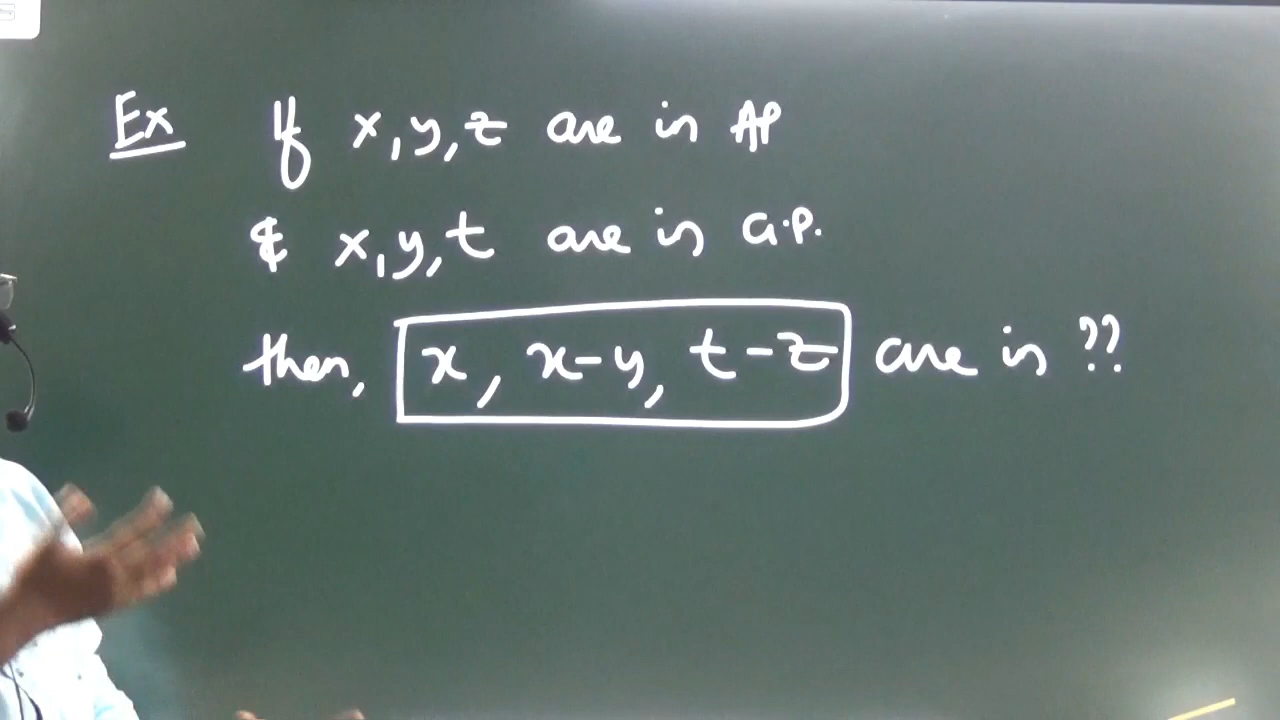 Ex If x, y, z are in AP
& x, y, t are in G.P.
then, x, x-y, t-z are in ??